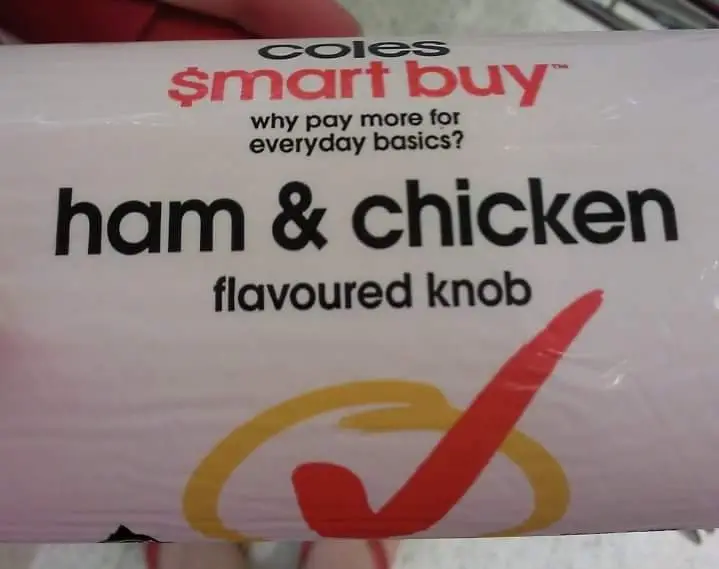 coles
$mart buy™
why pay more for
everyday basics?
ham & chicken
flavoured knob